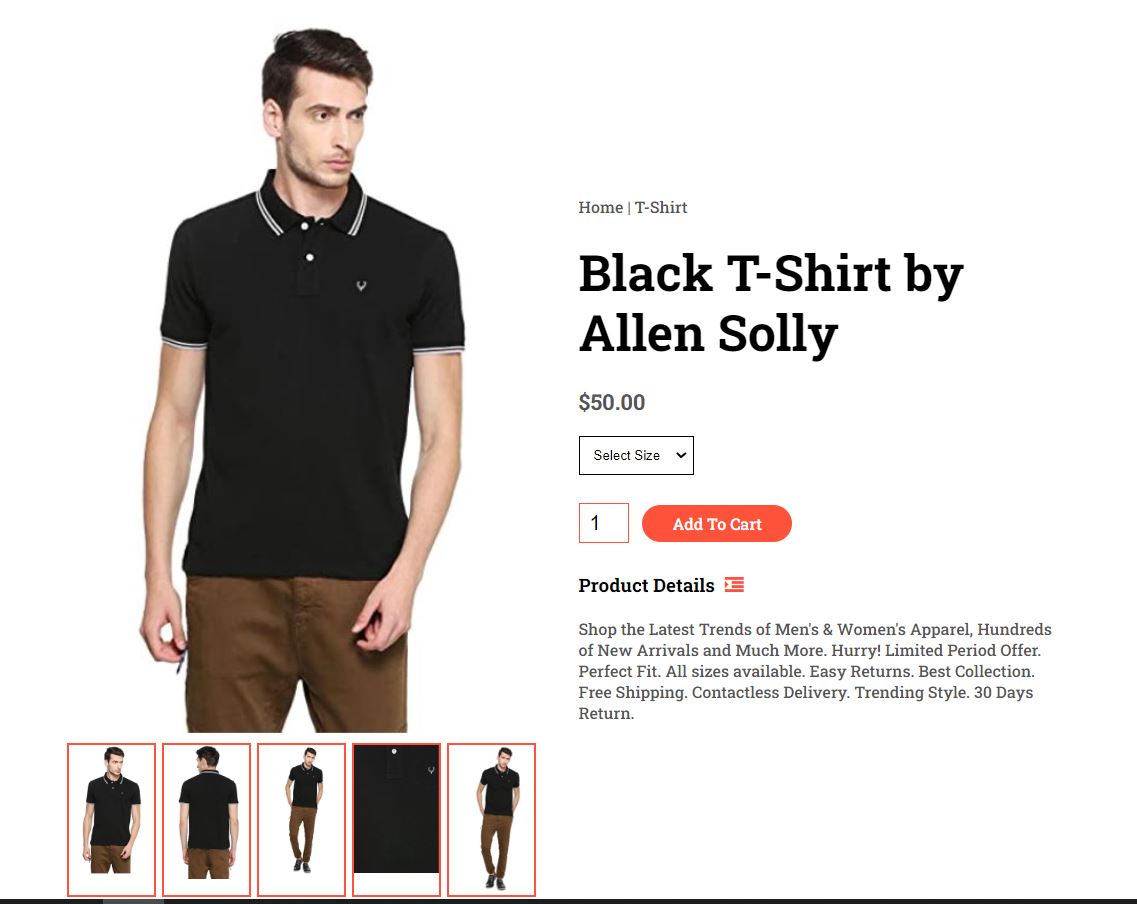 Home | T-Shirt
Black T-Shirt by
Allen Solly
$50.00
Select Size
1
Add To Cart
Product Details
Shop the Latest Trends of Men's & Women's Apparel, Hundreds
of New Arrivals and Much More. Hurry! Limited Period Offer.
Perfect Fit. All sizes available. Easy Returns. Best Collection.
Free Shipping. Contactless Delivery. Trending Style. 30 Days
Return.